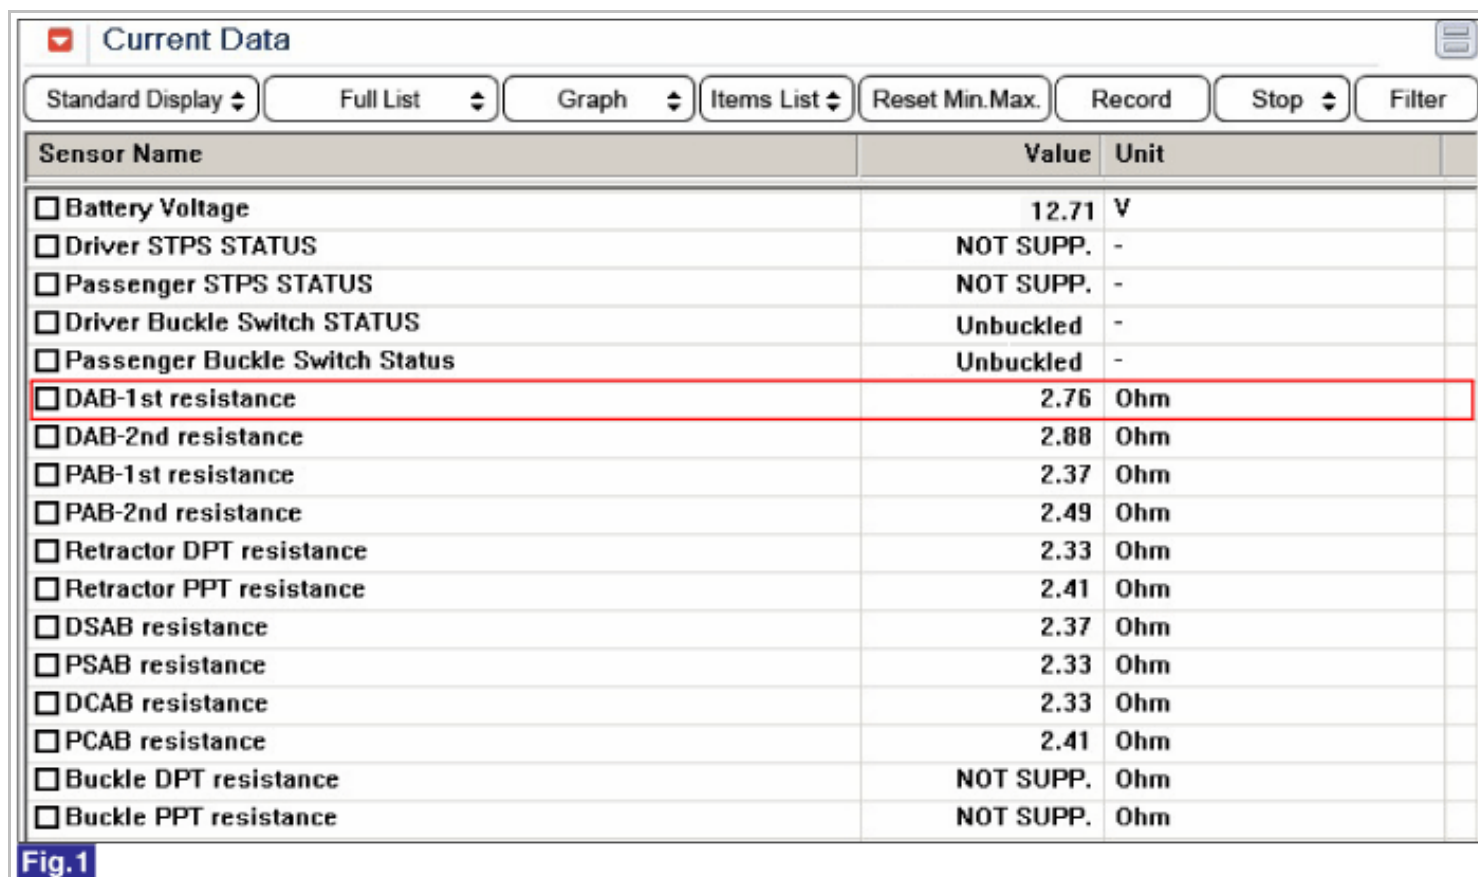 Current Data
Standard Display Full List Graph Items List Reset Min.Max. Record Stop Filter
Sensor Name Value Unit
Battery Voltage 12.71 V
Driver STPS STATUS NOT SUPP. -
Passenger STPS STATUS NOT SUPP. -
Driver Buckle Switch STATUS Unbuckled -
Passenger Buckle Switch Status Unbuckled -
DAB-1st resistance 2.76 Ohm
DAB-2nd resistance 2.88 Ohm
PAB-1st resistance 2.37 Ohm
PAB-2nd resistance 2.49 Ohm
Retractor DPT resistance 2.33 Ohm
Retractor PPT resistance 2.41 Ohm
DSAB resistance 2.37 Ohm
PSAB resistance 2.33 Ohm
DCAB resistance 2.33 Ohm
PCAB resistance 2.41 Ohm
Buckle DPT resistance NOT SUPP. Ohm
Buckle PPT resistance NOT SUPP. Ohm
Fig.1